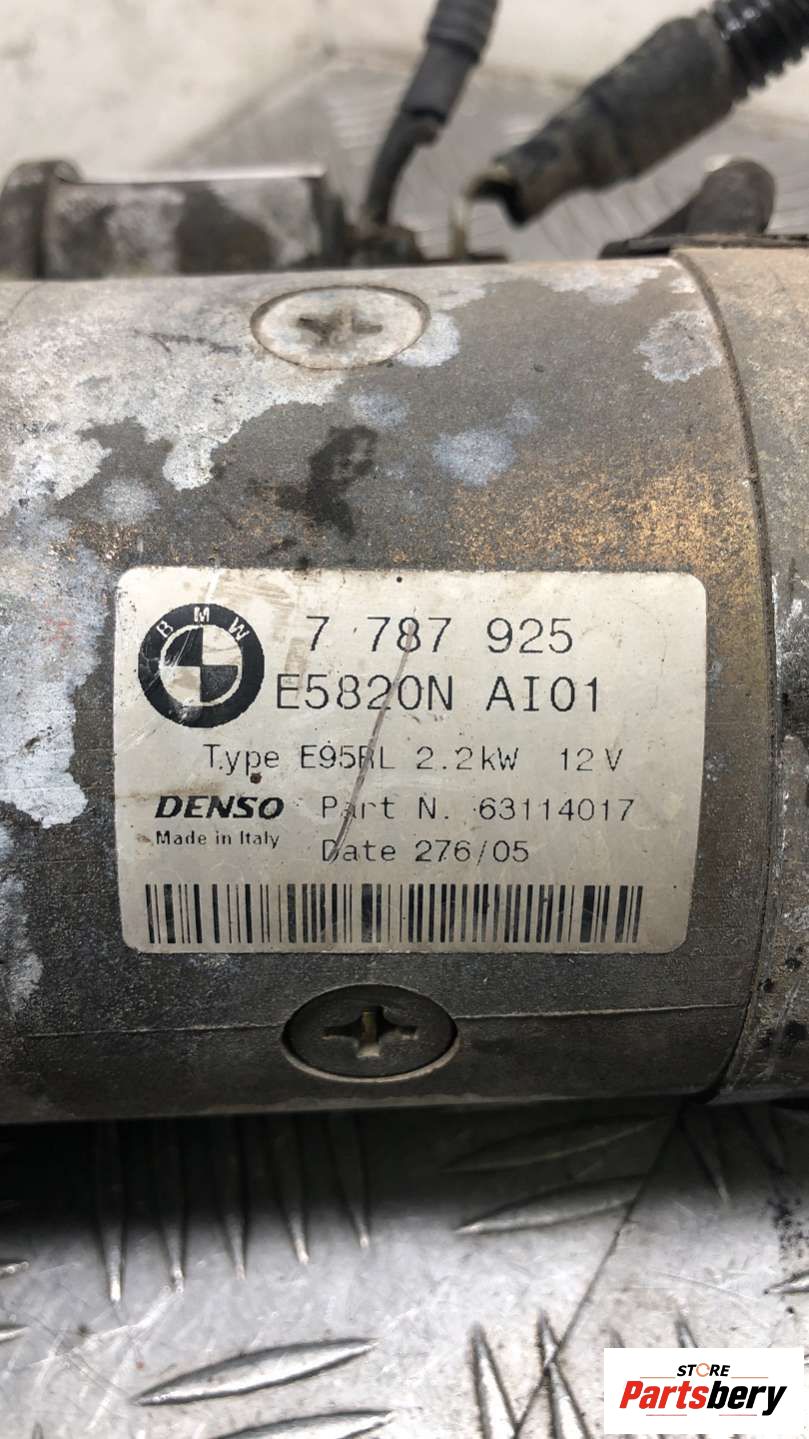 BMW
7 787 925
E5820N AI01
Type E95RL 2.2kW 12V
DENSO Part N. 63114017
Made in Italy
Date 276/05
STORE
Partsbery